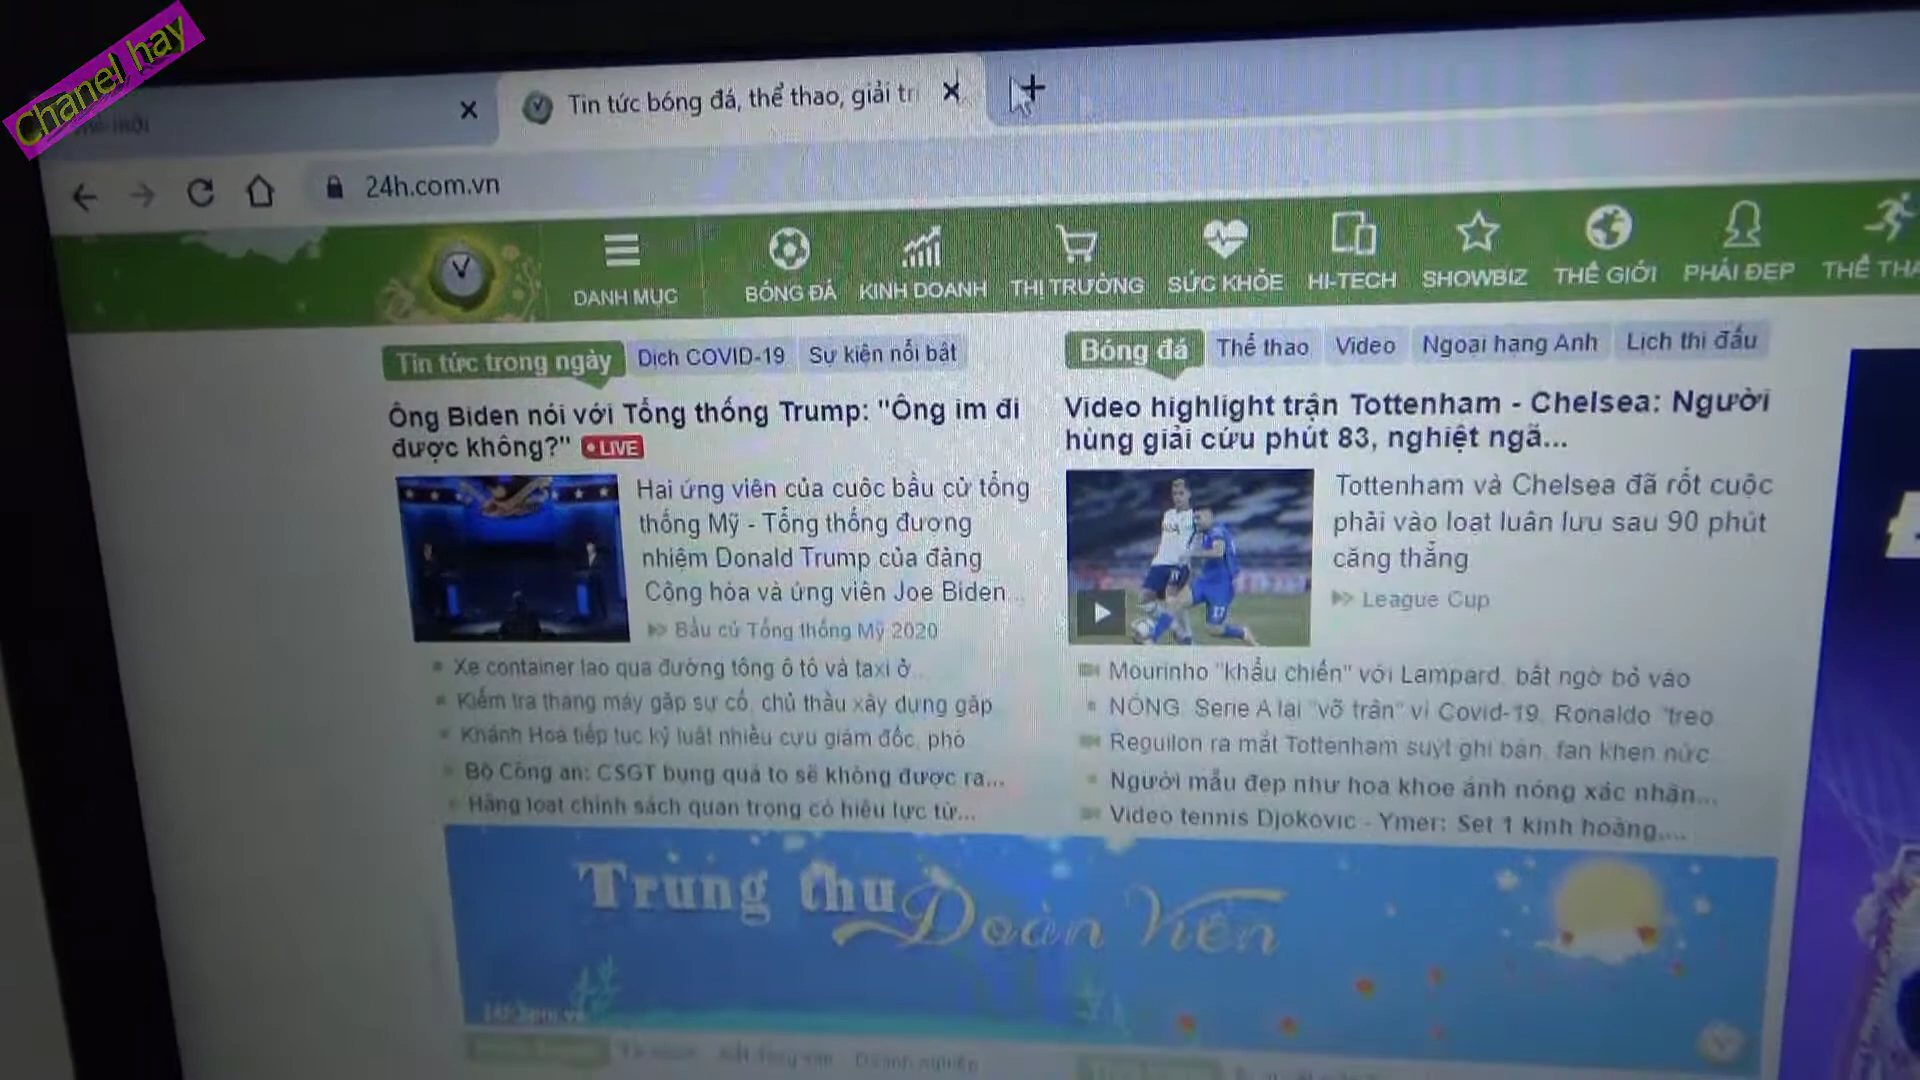 Chanel hay
Tin tức bóng đá, thể thao, giải trí
24h.com.vn
DANH MỤC
BÓNG ĐÁ
KINH DOANH
THỊ TRƯỜNG
SỨC KHỎE
HI-TECH
SHOWBIZ
THẾ GIỚI
PHÁI ĐẸP
THỂ THA
Tin tức trong ngày
Dịch COVID-19
Sự kiện nổi bật
Ông Biden nói với Tổng thống Trump: "Ông im đi
được không?" LIVE
Hai ứng viên của cuộc bầu cử tổng
thống Mỹ - Tổng thống đương
nhiệm Donald Trump của đảng
Cộng hòa và ứng viên Joe Biden...
Bầu cử Tổng thống Mỹ 2020
Xe container lao qua đường tông ô tô và taxi ở
Kiểm tra thang máy gặp sự cố, chủ thầu xây dựng gặp
Khánh Hoà tiếp tục kỷ luật nhiều cựu giám đốc, phó
Bộ Công an: CSGT bụng quá to sẽ không được ra...
Hàng loạt chính sách quan trọng có hiệu lực từ...
Bóng đá
Thể thao
Video
Ngoại hạng Anh
Lịch thi đấu
Video highlight trận Tottenham - Chelsea: Người
hùng giải cứu phút 83, nghiệt ngã...
Tottenham và Chelsea đã rốt cuộc
phải vào loạt luân lưu sau 90 phút
căng thẳng
League Cup
Mourinho "khẩu chiến" với Lampard, bất ngờ bỏ vào
NÓNG: Serie A lại "vỡ trận" vì Covid-19, Ronaldo "treo
Reguilon ra mắt Tottenham suýt ghi bàn, fan khen nức
Người mẫu đẹp như hoa khoe ảnh nóng xác nhận...
Video tennis Djokovic - Ymer: Set 1 kinh hoàng,...
Trung thu Đoàn Viên